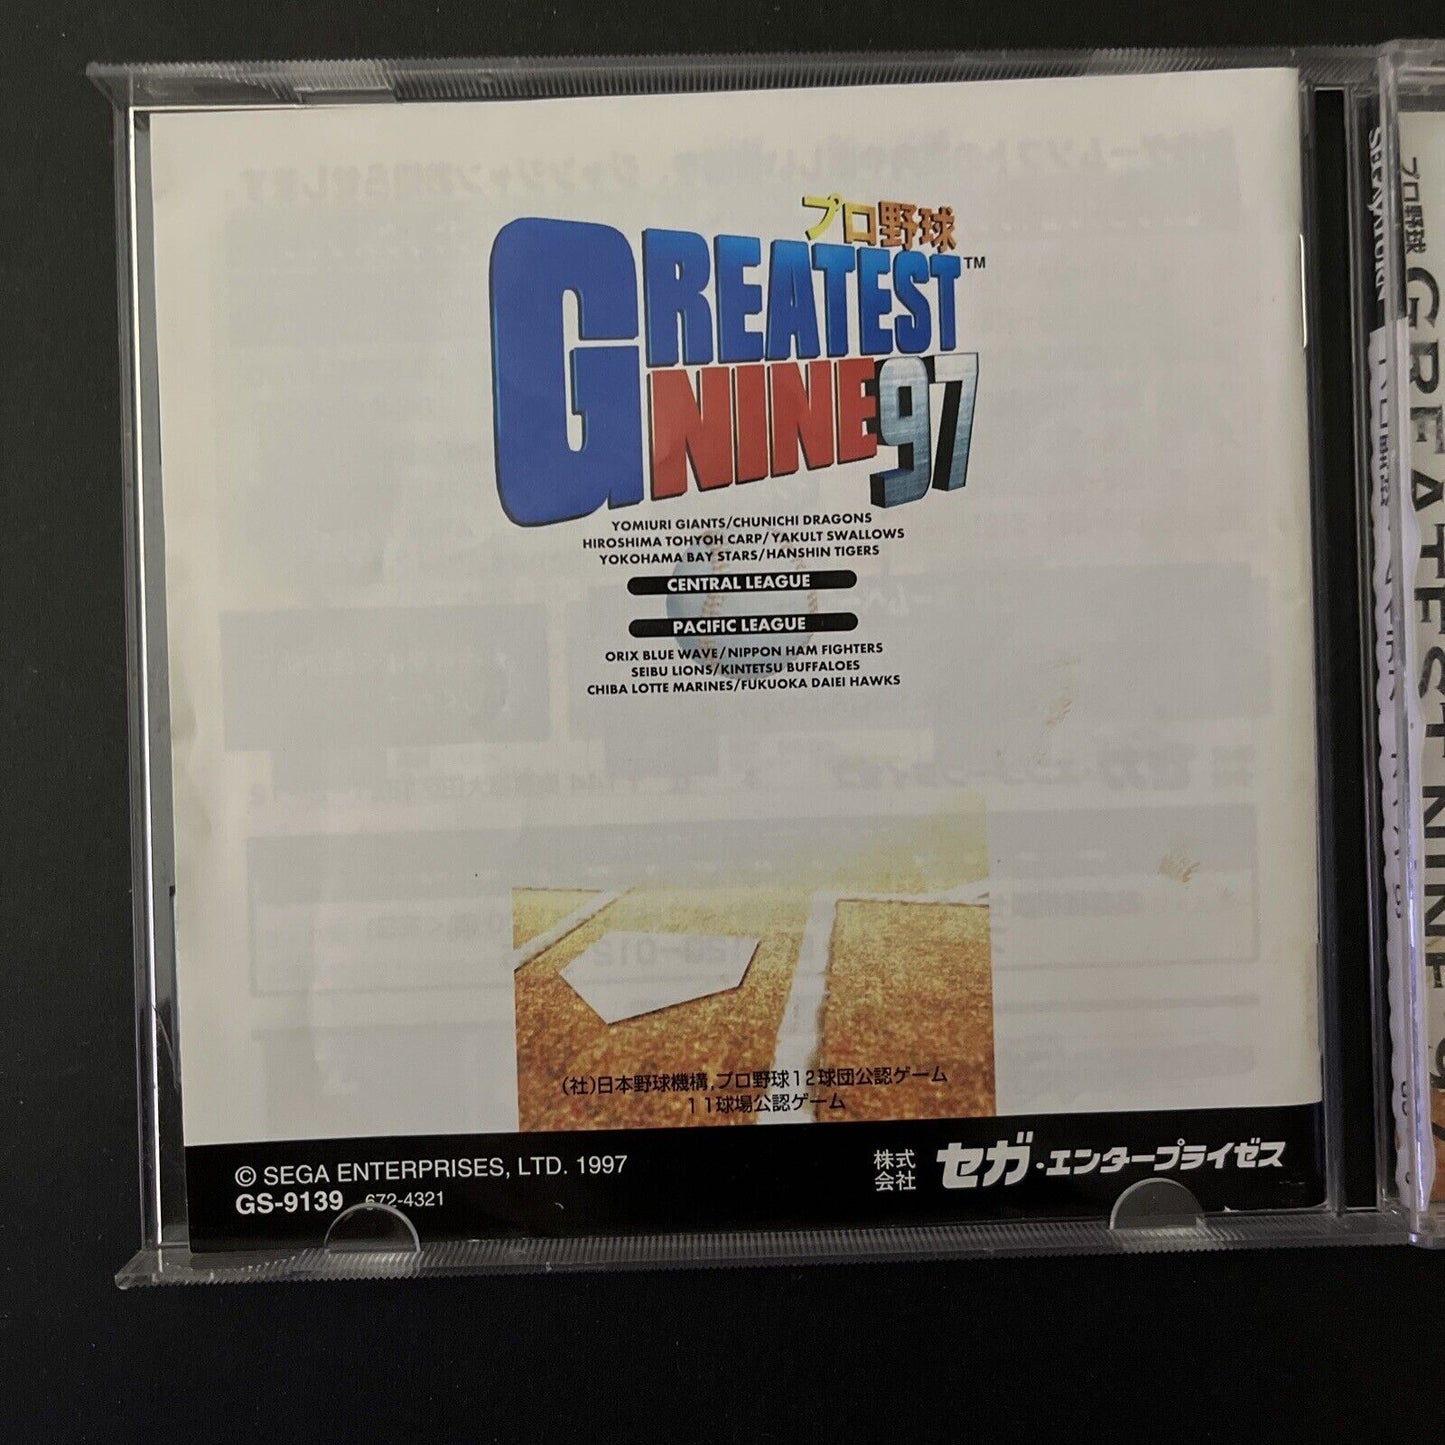 プロ野球
GREATEST™
NINE 97
YOMIURI GIANTS/CHUNICHI DRAGONS
HIROSHIMA TOHYOH CARP/YAKULT SWALLOWS
YOKOHAMA BAY STARS/HANSHIN TIGERS
CENTRAL LEAGUE
PACIFIC LEAGUE
ORIX BLUE WAVE/NIPPON HAM FIGHTERS
SEIBU LIONS/KINTETSU BUFFALOES
CHIBA LOTTE MARINES/FUKUOKA DAIEI HAWKS
(社)日本野球機構,プロ野球12球団公認ゲーム
11球場公認ゲーム
© SEGA ENTERPRISES, LTD. 1997
GS-9139 672-4321
株式会社 セガ・エンタープライゼス
プロ野球 GREATEST NINE 97